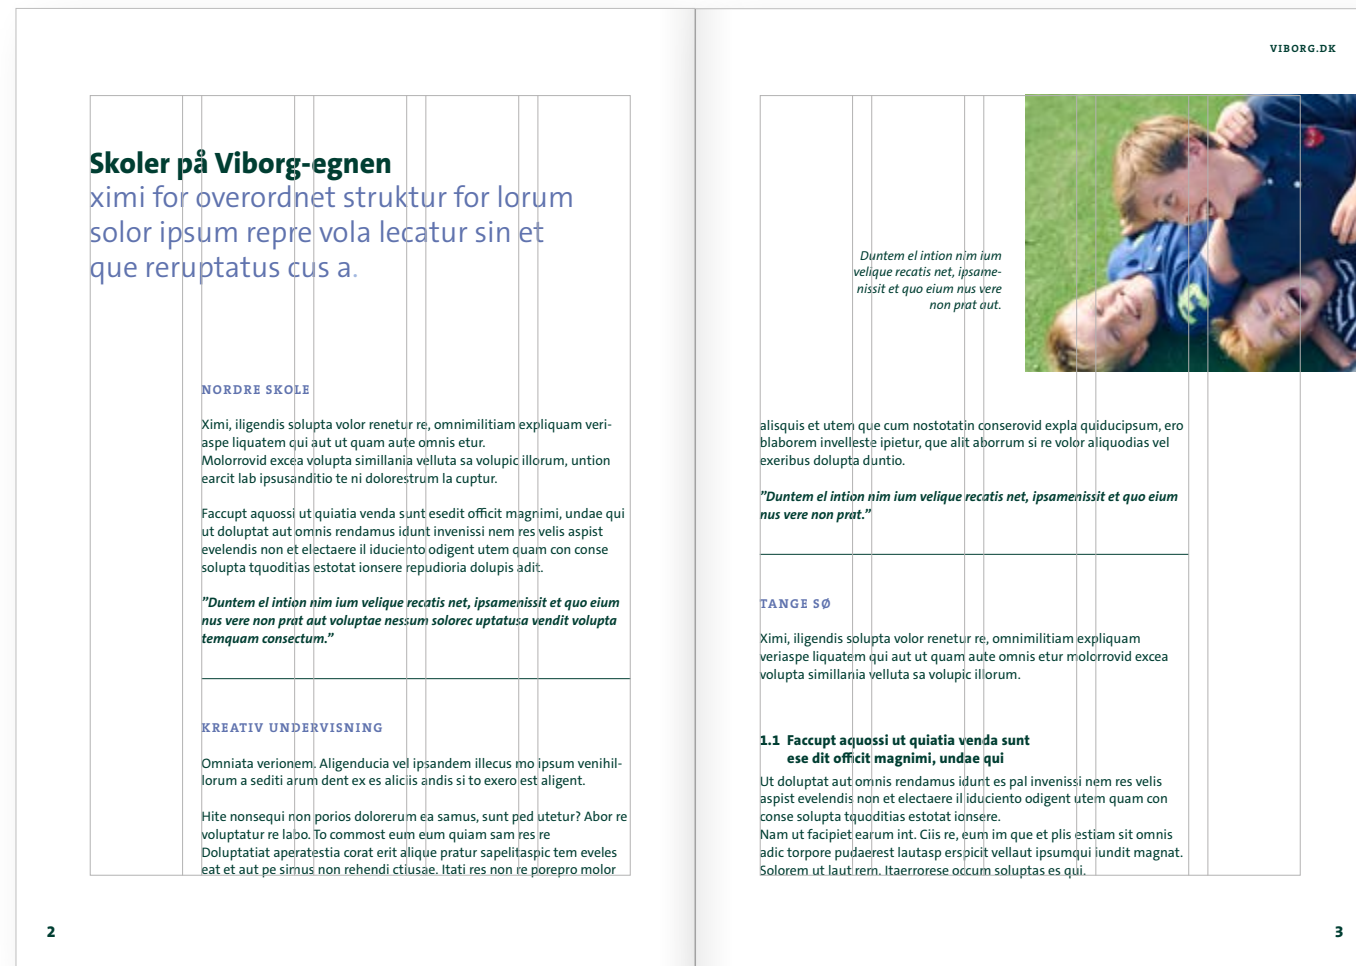 Skoler på Viborg-egnen
ximi for overordnet struktur for lorum
solor ipsum repre vola lecatur sin et
que reruptatus cus a.
NORDRE SKOLE
Ximi, iligendis solupta volor renetur re, omnimilitiam expliquam veri-
aspe liquatem qui aut ut quam aute omnis etur.
Molorrovid excea volupta simillania velluta sa volupic illorum, untion
earcit lab ipsusanditio te ni dolorestrum la cuptur.
Faccupt aquossi ut quiatia venda sunt esedit officit magnimi, undae qui
ut doluptat aut omnis rendamus idunt invenissi nem res velis aspist
evelendis non et electaere il iduciento odigent utem quam con conse
solupta tquoditias estotat ionsere repudioria dolupis adit.
”Duntem el intion nim ium velique recatis net, ipsamenissit et quo eium
nus vere non prat aut voluptae nessum solorec uptatusa vendit volupta
temquam consectum.”
KREATIV UNDERVISNING
Omniata verionem. Aligenducia vel ipsandem illecus mo ipsum venihil-
lorum a sediti arum dent ex es aliciis andis si to exero est aligent.
Hite nonsequi non porios dolorerum ea samus, sunt ped utetur? Abor re
voluptatur re labo. To commost eum eum quiam sam res re
Doluptatiat aperatestia corat erit alique pratur sapelitaspic tem eveles
eat et aut pe simus non rehendi ctiusae. Itati res non re porepro molor
2
VIBORG.DK
Duntem el intion nim ium
velique recatis net, ipsame-
nissit et quo eium nus vere
non prat aut.
alisquis et utem que cum nostotatin conserovid expla quiducipsum, ero
blaborem invelleste ipietur, que alit aborrum si re volor aliquodias vel
exeribus dolupta duntio.
”Duntem el intion nim ium velique recatis net, ipsamenissit et quo eium
nus vere non prat.”
TANGE SØ
Ximi, iligendis solupta volor renetur re, omnimilitiam expliquam
veriaspe liquatem qui aut ut quam aute omnis etur molorrovid excea
volupta simillania velluta sa volupic illorum.
1.1 Faccupt aquossi ut quiatia venda sunt
ese dit officit magnimi, undae qui
Ut doluptat aut omnis rendamus idunt es pal invenissi nem res velis
aspist evelendis non et electaere il iduciento odigent utem quam con
conse solupta tquoditias estotat ionsere.
Nam ut facipiet earum int. Ciis re, eum im que et plis estiam sit omnis
adic torpore pudaerest lautasp erspicit vellaut ipsumqui iundit magnat.
Solorem ut laut rem. Itaerrorese occum soluptas es qui.
3